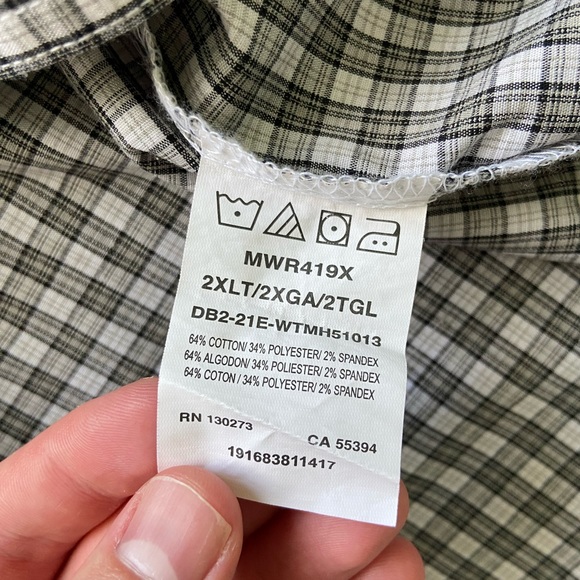 MWR419X
2XLT/2XGA/2TGL
DB2-21E-WTMH51013
64% COTTON/ 34% POLYESTER/ 2% SPANDEX
64% ALGODON/ 34% POLIESTER/ 2% SPANDEX
64% COTON / 34% POLYESTER/ 2% SPANDEX
RN 130273 CA 55394
191683811417